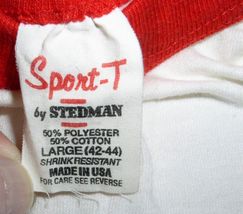 Sport-T
by STEDMAN
50% POLYESTER
50% COTTON
LARGE (42-44)
SHRINK RESISTANT
MADE IN USA
FOR CARE SEE REVERSE